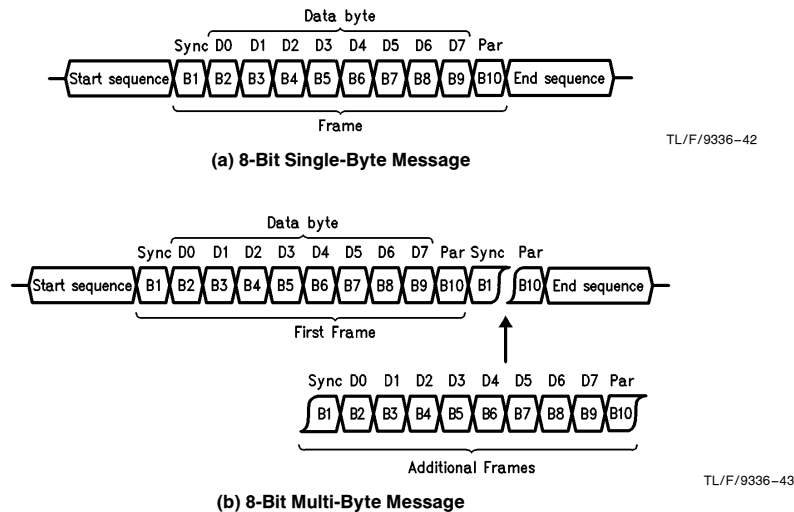 Data byte
Sync D0 D1 D2 D3 D4 D5 D6 D7 Par
Start sequence B1 B2 B3 B4 B5 B6 B7 B8 B9 B10 End sequence
Frame
TL/F/9336–42
(a) 8-Bit Single-Byte Message
Data byte
Sync D0 D1 D2 D3 D4 D5 D6 D7 Par Sync Par
Start sequence B1 B2 B3 B4 B5 B6 B7 B8 B9 B10 B1 B10 End sequence
First Frame
Sync D0 D1 D2 D3 D4 D5 D6 D7 Par
B1 B2 B3 B4 B5 B6 B7 B8 B9 B10
Additional Frames
TL/F/9336–43
(b) 8-Bit Multi-Byte Message